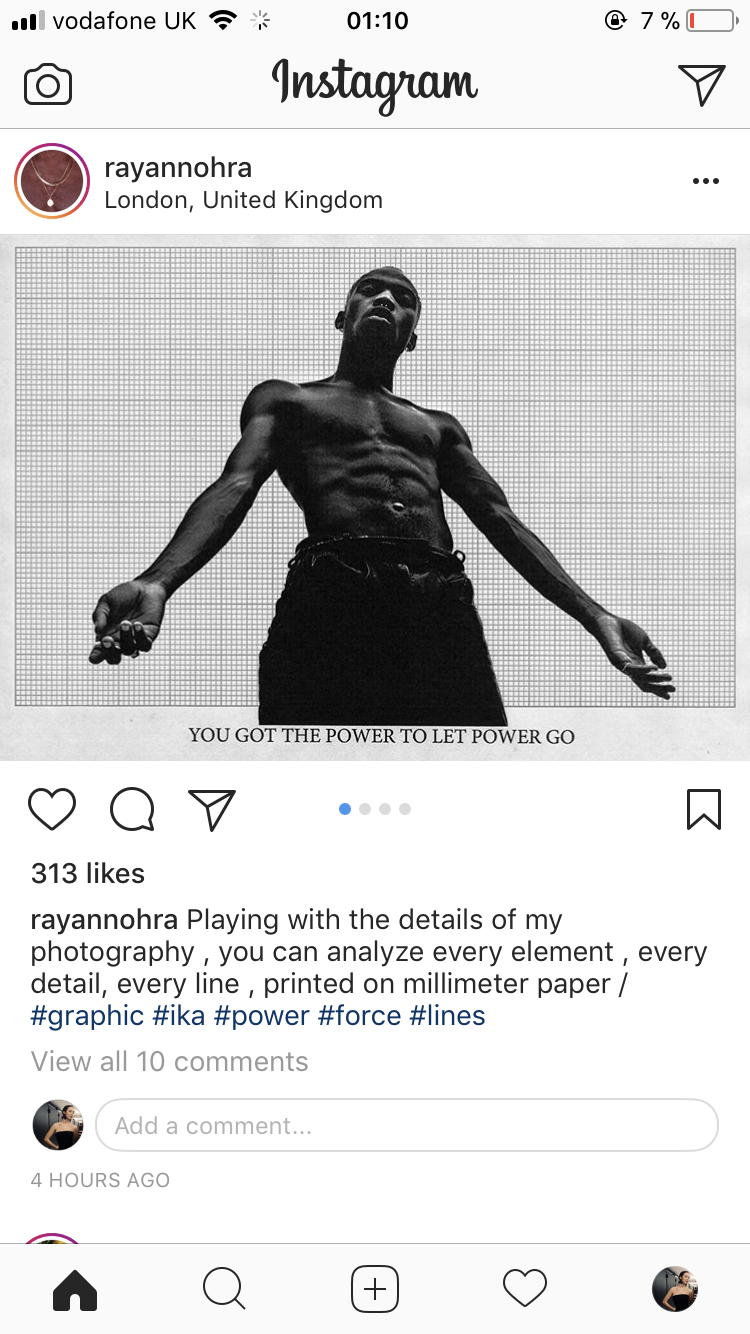 vodafone UK 01:10 7 %
Instagram
rayannohra
London, United Kingdom
YOU GOT THE POWER TO LET POWER GO
313 likes
rayannohra Playing with the details of my
photography , you can analyze every element , every
detail, every line , printed on millimeter paper /
#graphic #ika #power #force #lines
View all 10 comments
Add a comment...
4 HOURS AGO